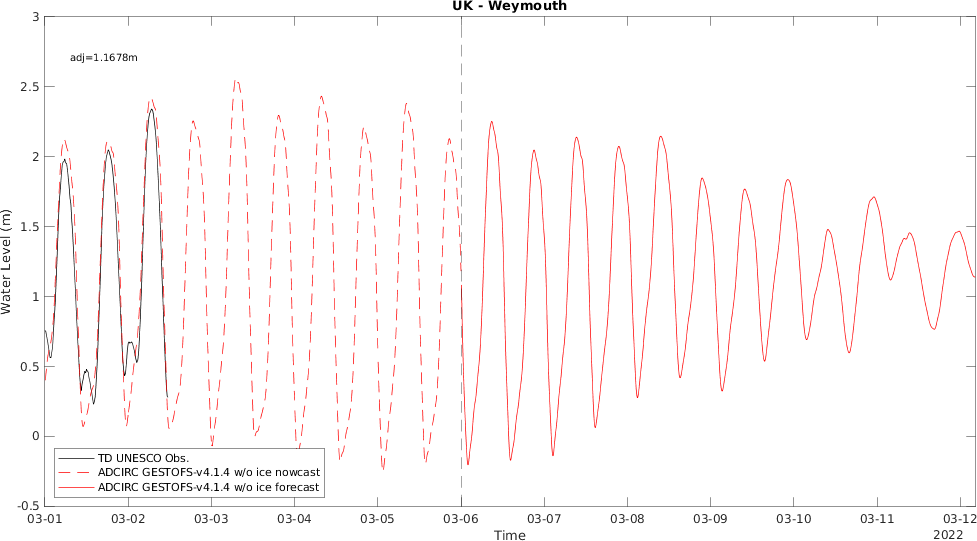 UK - Weymouth
adj=1.1678m
3
2.5
2
1.5
1
0.5
0
-0.5
Water Level (m)
TD UNESCO Obs.
ADCIRC GESTOFS-v4.1.4 w/o ice nowcast
ADCIRC GESTOFS-v4.1.4 w/o ice forecast
03-01 03-02 03-03 03-04 03-05 03-06 03-07 03-08 03-09 03-10 03-11 03-12
Time
2022